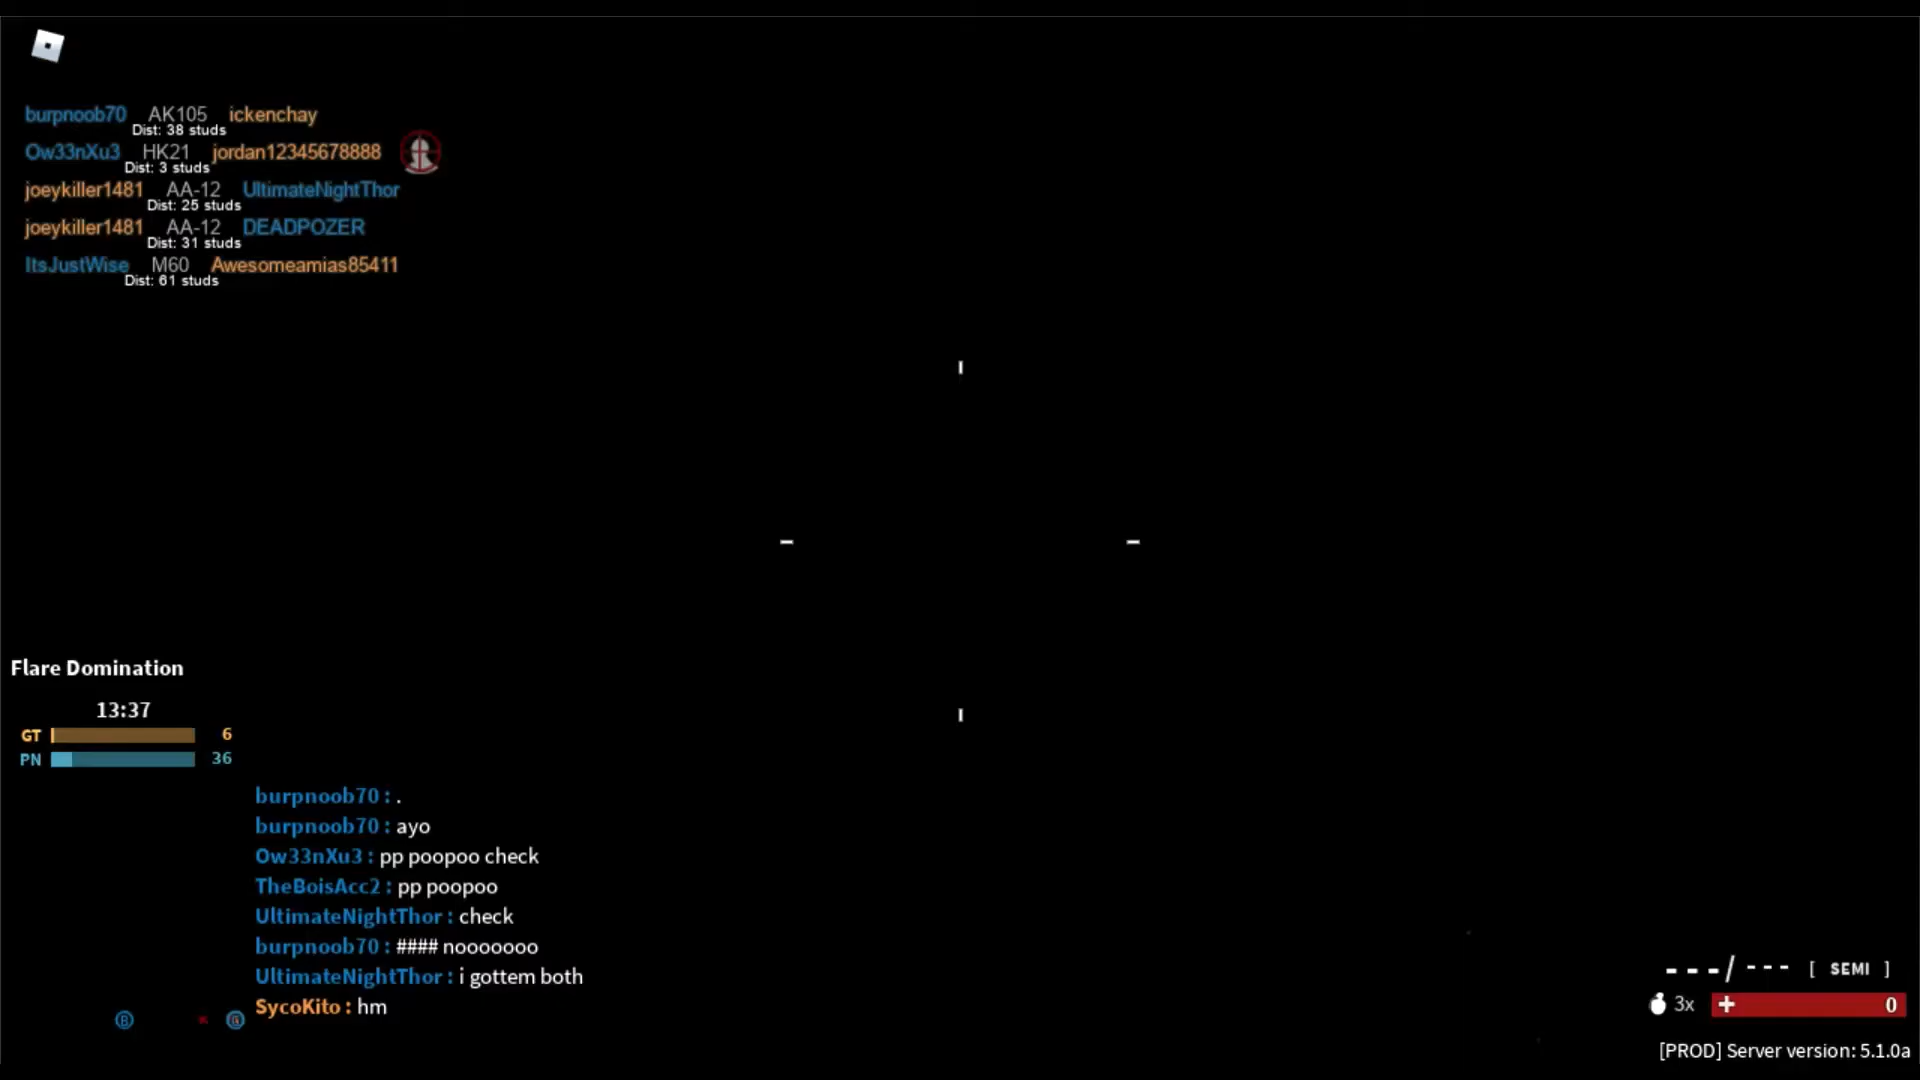 burpnoob70 AK105 ickenchay
Dist: 38 studs
Ow33nXu3 HK21 jordan12345678888
Dist: 3 studs
joeykiller1481 AA-12 UltimateNightThor
Dist: 25 studs
joeykiller1481 AA-12 DEADPOZER
Dist: 31 studs
ItsJustWise M60 Awesomeamias85411
Dist: 61 studs
Flare Domination
13:37
GT 6
PN 36
burpnoob70 : .
burpnoob70 : ayo
Ow33nXu3 : pp poopoo check
TheBoisAcc2 : pp poopoo
UltimateNightThor : check
burpnoob70 : #### nooooooo
UltimateNightThor : i gottem both
SycoKito : hm
B
---/--- [ SEMI ]
3x + 0
[PROD] Server version: 5.1.0a